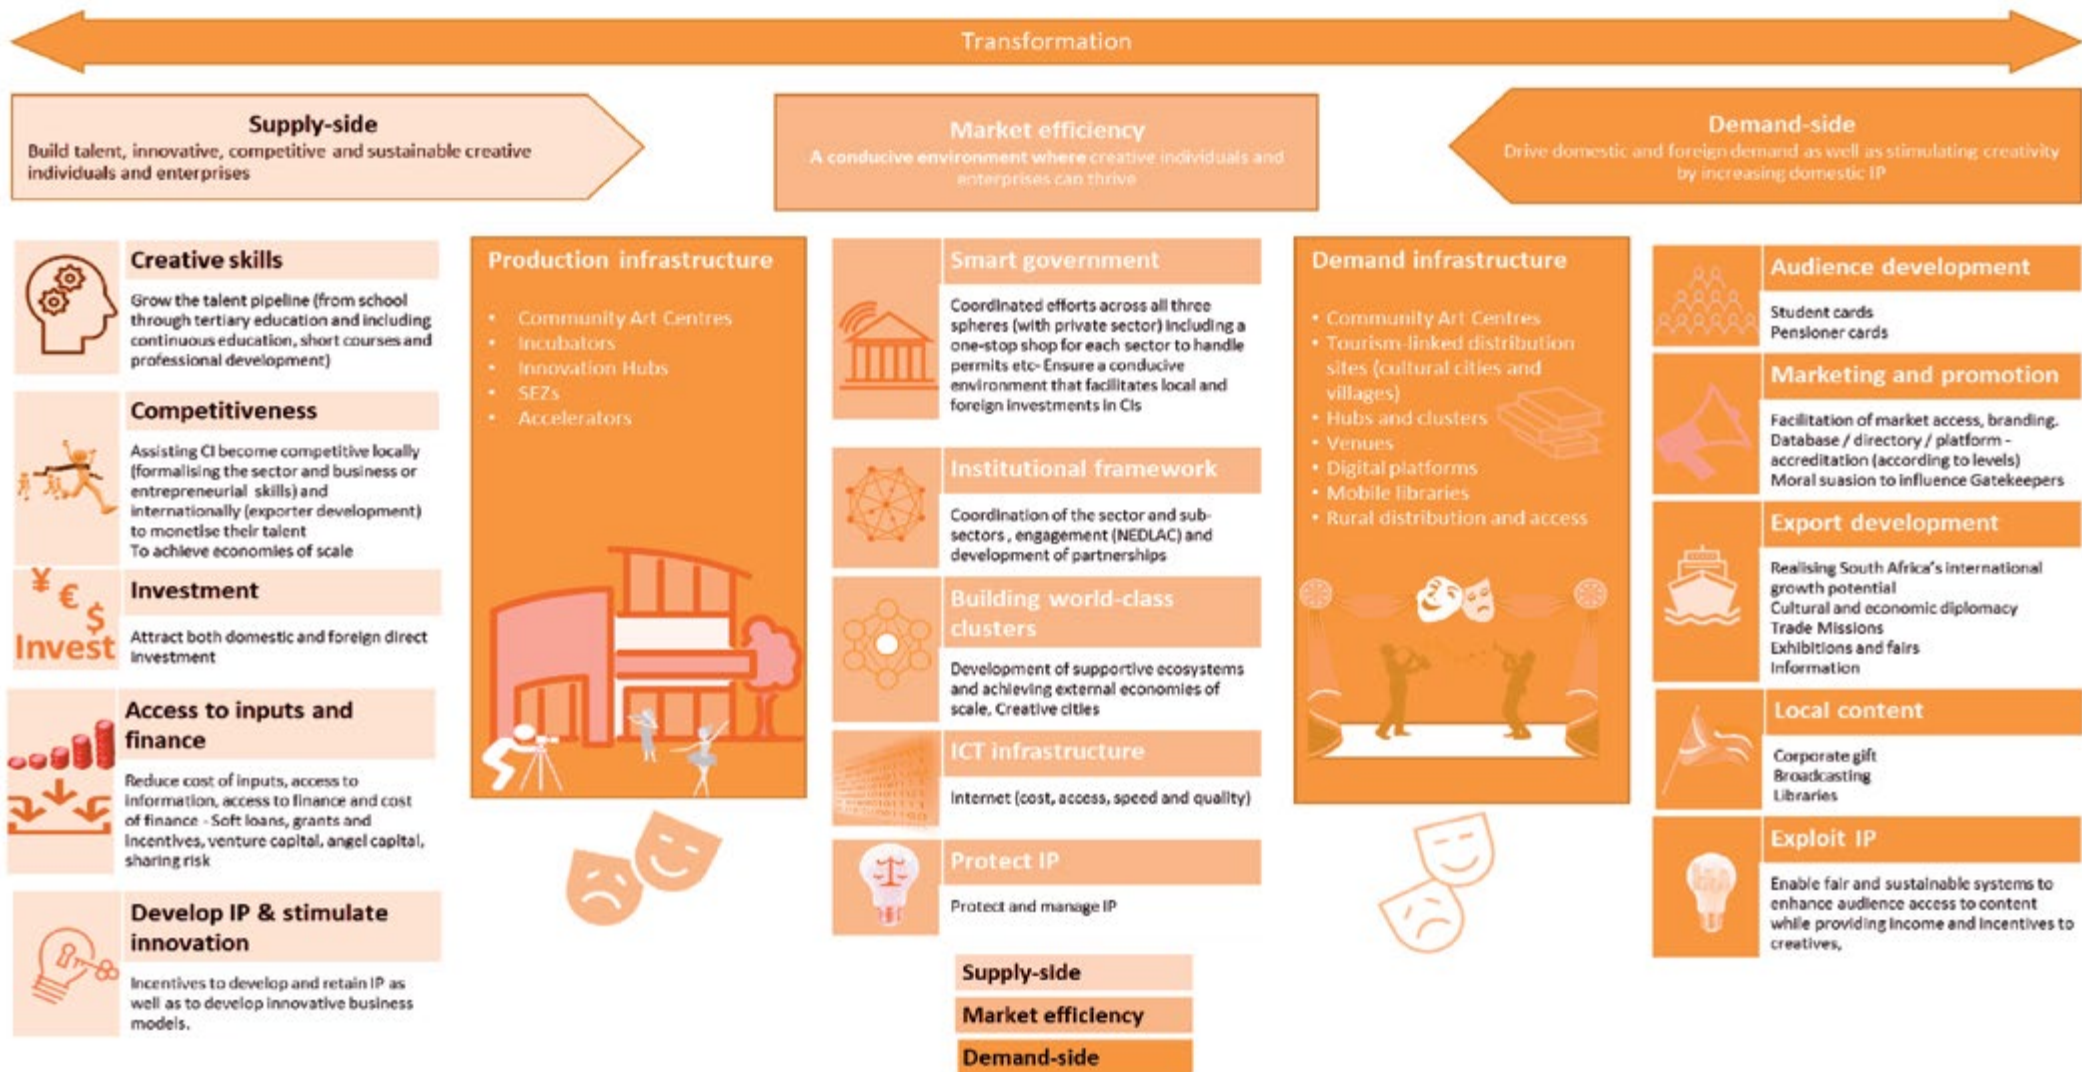 Transformation
Supply-side
Build talent, innovative, competitive and sustainable creative
individuals and enterprises
Market efficiency
A conducive environment where creative individuals and
enterprises can thrive
Demand-side
Drive domestic and foreign demand as well as stimulating creativity
by increasing domestic IP
Creative skills
Grow the talent pipeline (from school
through tertiary education and including
continuous education, short courses and
professional development)
Competitiveness
Assisting CI become competitive locally
(formalising the sector and business or
entrepreneurial skills) and
internationally (exporter development)
to monetise their talent
To achieve economies of scale
¥ € $
Invest
Investment
Attract both domestic and foreign direct
investment
Access to inputs and
finance
Reduce cost of inputs, access to
information, access to finance and cost
of finance - Soft loans, grants and
incentives, venture capital, angel capital,
sharing risk
Develop IP & stimulate
innovation
Incentives to develop and retain IP as
well as to develop innovative business
models.
Production infrastructure
• Community Art Centres
• Incubators
• Innovation Hubs
• SEZs
• Accelerators
Smart government
Coordinated efforts across all three
spheres (with private sector) including a
one-stop shop for each sector to handle
permits etc- Ensure a conducive
environment that facilitates local and
foreign investments in CIs
Institutional framework
Coordination of the sector and sub-
sectors , engagement (NEDLAC) and
development of partnerships
Building world-class
clusters
Development of supportive ecosystems
and achieving external economies of
scale, Creative cities
ICT infrastructure
Internet (cost, access, speed and quality)
Protect IP
Protect and manage IP
Demand infrastructure
• Community Art Centres
• Tourism-linked distribution
sites (cultural cities and
villages)
• Hubs and clusters
• Venues
• Digital platforms
• Mobile libraries
• Rural distribution and access
Audience development
Student cards
Pensioner cards
Marketing and promotion
Facilitation of market access, branding.
Database / directory / platform -
accreditation (according to levels)
Moral suasion to influence Gatekeepers
Export development
Realising South Africa's international
growth potential
Cultural and economic diplomacy
Trade Missions
Exhibitions and fairs
Information
Local content
Corporate gift
Broadcasting
Libraries
Exploit IP
Enable fair and sustainable systems to
enhance audience access to content
while providing income and incentives to
creatives,
Supply-side
Market efficiency
Demand-side